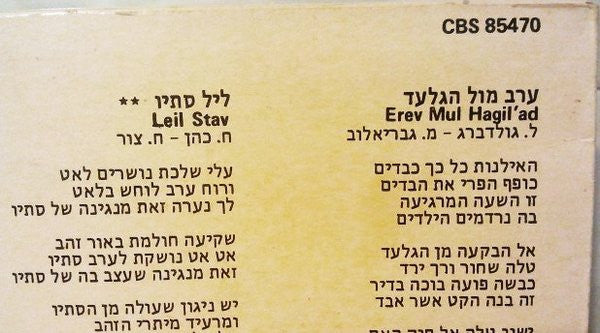 CBS 85470
ערב מול הגלעד
Erev Mul Hagil'ad
ל. גולדברג - מ. גבריאלוב
האילנות כל כך כבדים
כופף הפרי את הבדים
זו השעה המרגיעה
בה נרדמים הילדים
אל הבקעה מן הגלעד
טלה שחור ורך ירד
כבשה פועה בוכה בדיר
זה בנה הקט אשר אבד
ליל סתיו **
Leil Stav
ח. כהן - ח. צור
עלי שלכת נושרים לאט
ורוח ערב לוחש בלאט
לך נערה זאת מנגינה של סתיו
שקיעה חולמת באור זהב
אט אט נושקת לערב סתיו
זאת מנגינה שעצב בה של סתיו
יש ניגון שעולה מן הסתיו
ומרעיד מיתרי הזהב